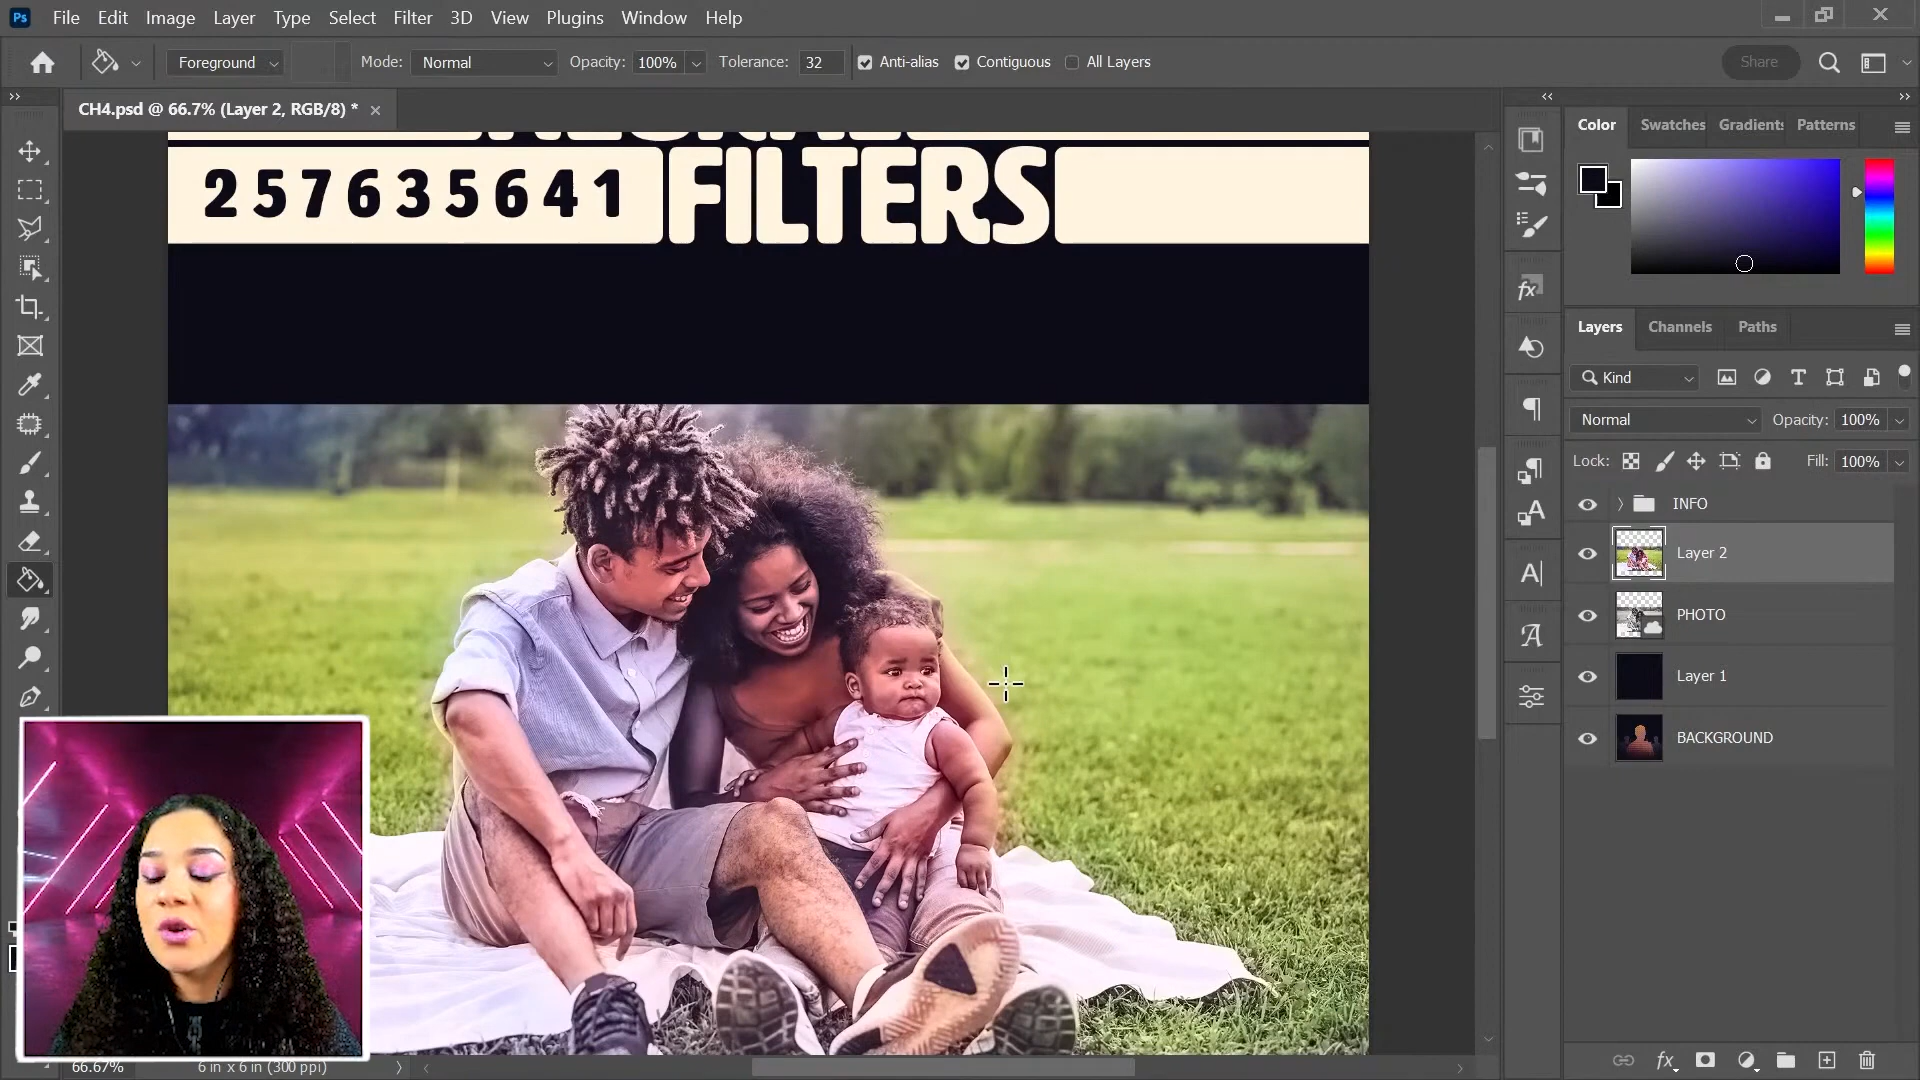 Ps File Edit Image Layer Type Select Filter 3D View Plugins Window Help
Foreground Mode: Normal Opacity: 100% Tolerance: 32 Anti-alias Contiguous All Layers Share
CH4.psd @ 66.7% (Layer 2, RGB/8) *
Color Swatches Gradients Patterns
257635641 FILTERS
Layers Channels Paths
Kind
Normal Opacity: 100%
Lock: Fill: 100%
INFO
Layer 2
PHOTO
Layer 1
BACKGROUND
66.67% 6 in x 6 in (300 ppi)
fx